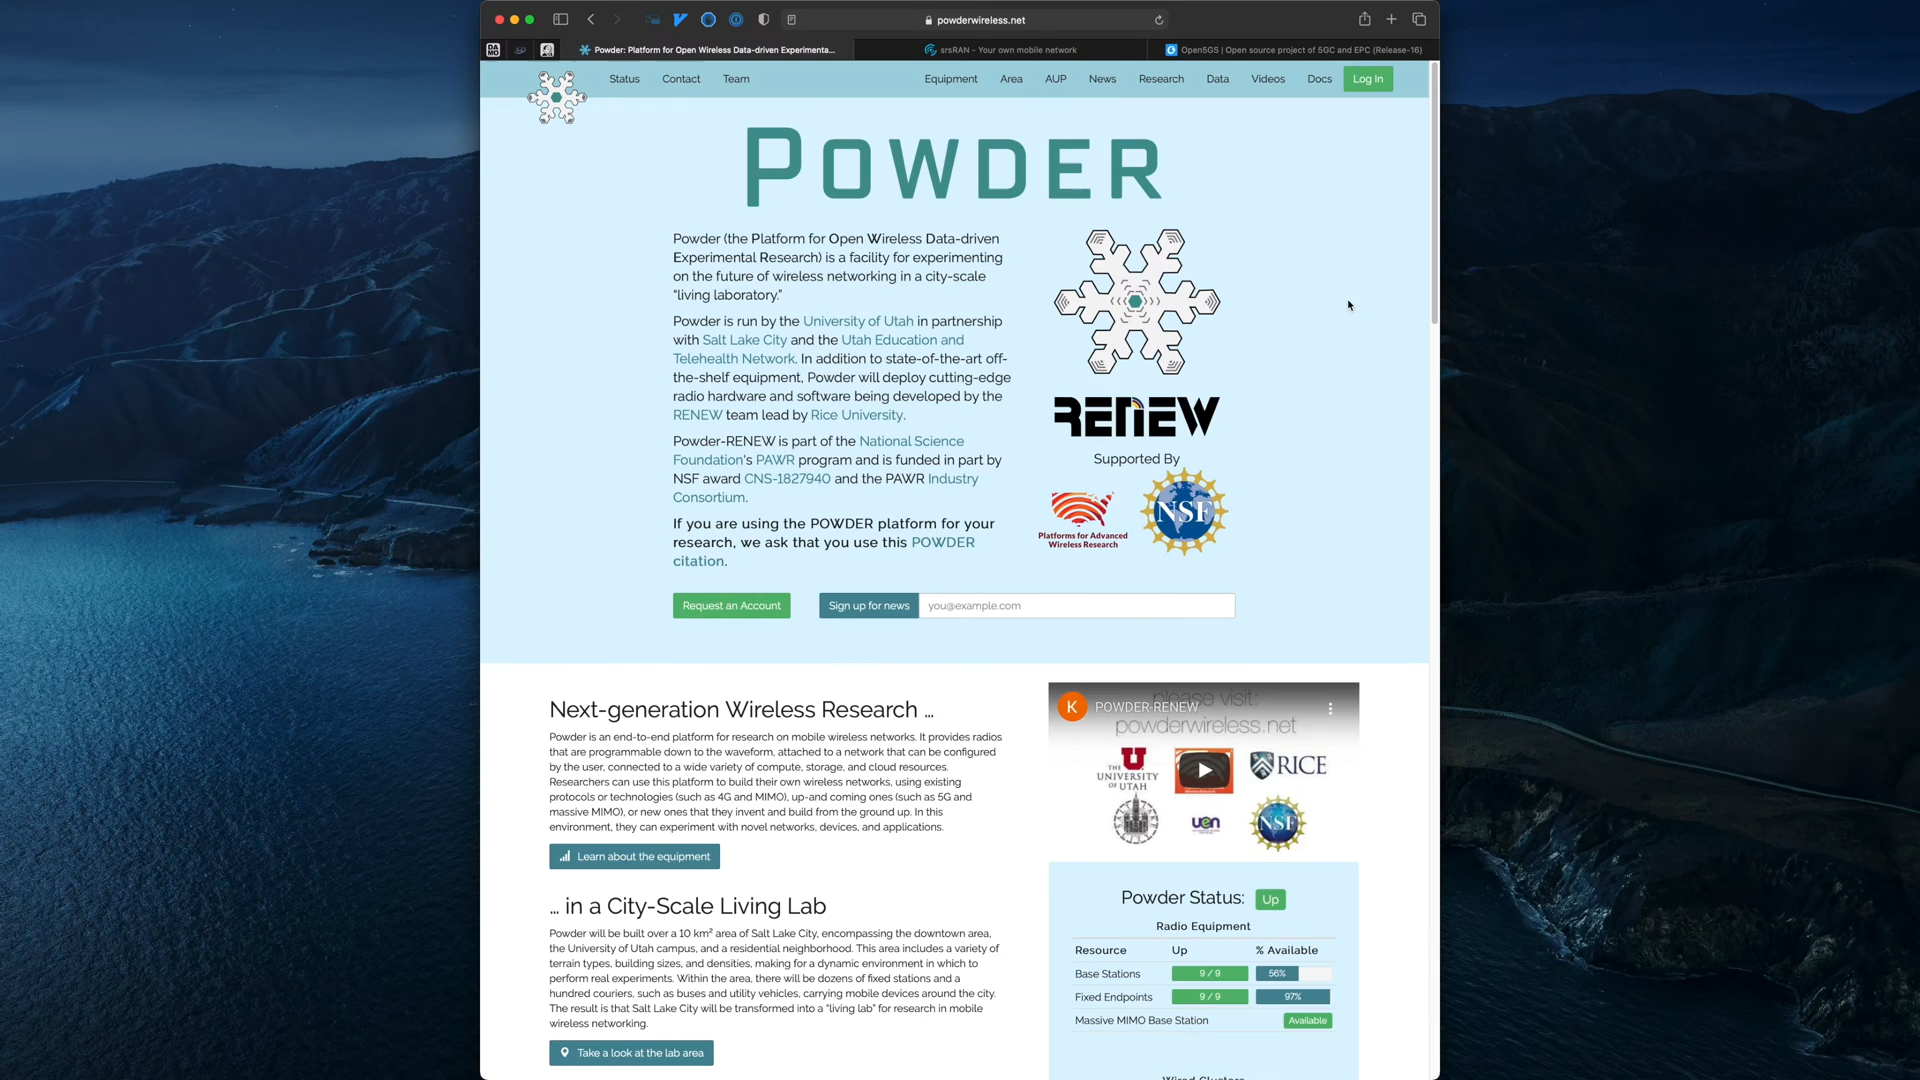 powderwireless.net
Powder: Platform for Open Wireless Data-driven Experimenta...
srsRAN - Your own mobile network
Open5GS | Open source project of 5GC and EPC (Release-16)
Status Contact Team Equipment Area AUP News Research Data Videos Docs Log In
POWDER
Powder (the Platform for Open Wireless Data-driven
Experimental Research) is a facility for experimenting
on the future of wireless networking in a city-scale
“living laboratory.”
Powder is run by the University of Utah in partnership
with Salt Lake City and the Utah Education and
Telehealth Network. In addition to state-of-the-art off-
the-shelf equipment, Powder will deploy cutting-edge
radio hardware and software being developed by the
RENEW team lead by Rice University.
Powder-RENEW is part of the National Science
Foundation's PAWR program and is funded in part by
NSF award CNS-1827940 and the PAWR Industry
Consortium.
If you are using the POWDER platform for your
research, we ask that you use this POWDER
citation.
RENEW
Supported By
Platforms for Advanced
Wireless Research
NSF
Request an Account
Sign up for news
you@example.com
Next-generation Wireless Research ...
Powder is an end-to-end platform for research on mobile wireless networks. It provides radios
that are programmable down to the waveform, attached to a network that can be configured
by the user, connected to a wide variety of compute, storage, and cloud resources.
Researchers can use this platform to build their own wireless networks, using existing
protocols or technologies (such as 4G and MIMO), up-and coming ones (such as 5G and
massive MIMO), or new ones that they invent and build from the ground up. In this
environment, they can experiment with novel networks, devices, and applications.
Learn about the equipment
... in a City-Scale Living Lab
Powder will be built over a 10 km² area of Salt Lake City, encompassing the downtown area,
the University of Utah campus, and a residential neighborhood. This area includes a variety of
terrain types, building sizes, and densities, making for a dynamic environment in which to
perform real experiments. Within the area, there will be dozens of fixed stations and a
hundred couriers, such as buses and utility vehicles, carrying mobile devices around the city.
The result is that Salt Lake City will be transformed into a “living lab” for research in mobile
wireless networking.
Take a look at the lab area
please visit:
K POWDER-RENEW
powderwireless.net
THE
UNIVERSITY
OF UTAH
RICE
uen
NSF
Powder Status: Up
Radio Equipment
Resource Up % Available
Base Stations 9 / 9 56%
Fixed Endpoints 9 / 9 97%
Massive MIMO Base Station Available
Wired Clusters